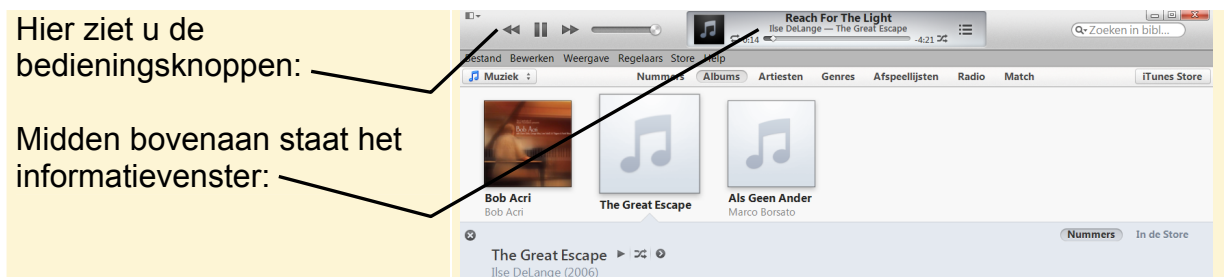 Hier ziet u de
bedieningsknoppen:
Midden bovenaan staat het
informatievenster:
Reach For The Light
Ilse DeLange — The Great Escape
0:14 -4:21
Zoeken in bibl...
Bestand Bewerken Weergave Regelaars Store Help
Muziek Nummers Albums Artiesten Genres Afspeellijsten Radio Match iTunes Store
Bob Acri
Bob Acri The Great Escape Als Geen Ander
Bob Acri Marco Borsato
Nummers In de Store
The Great Escape
Ilse DeLange (2006)